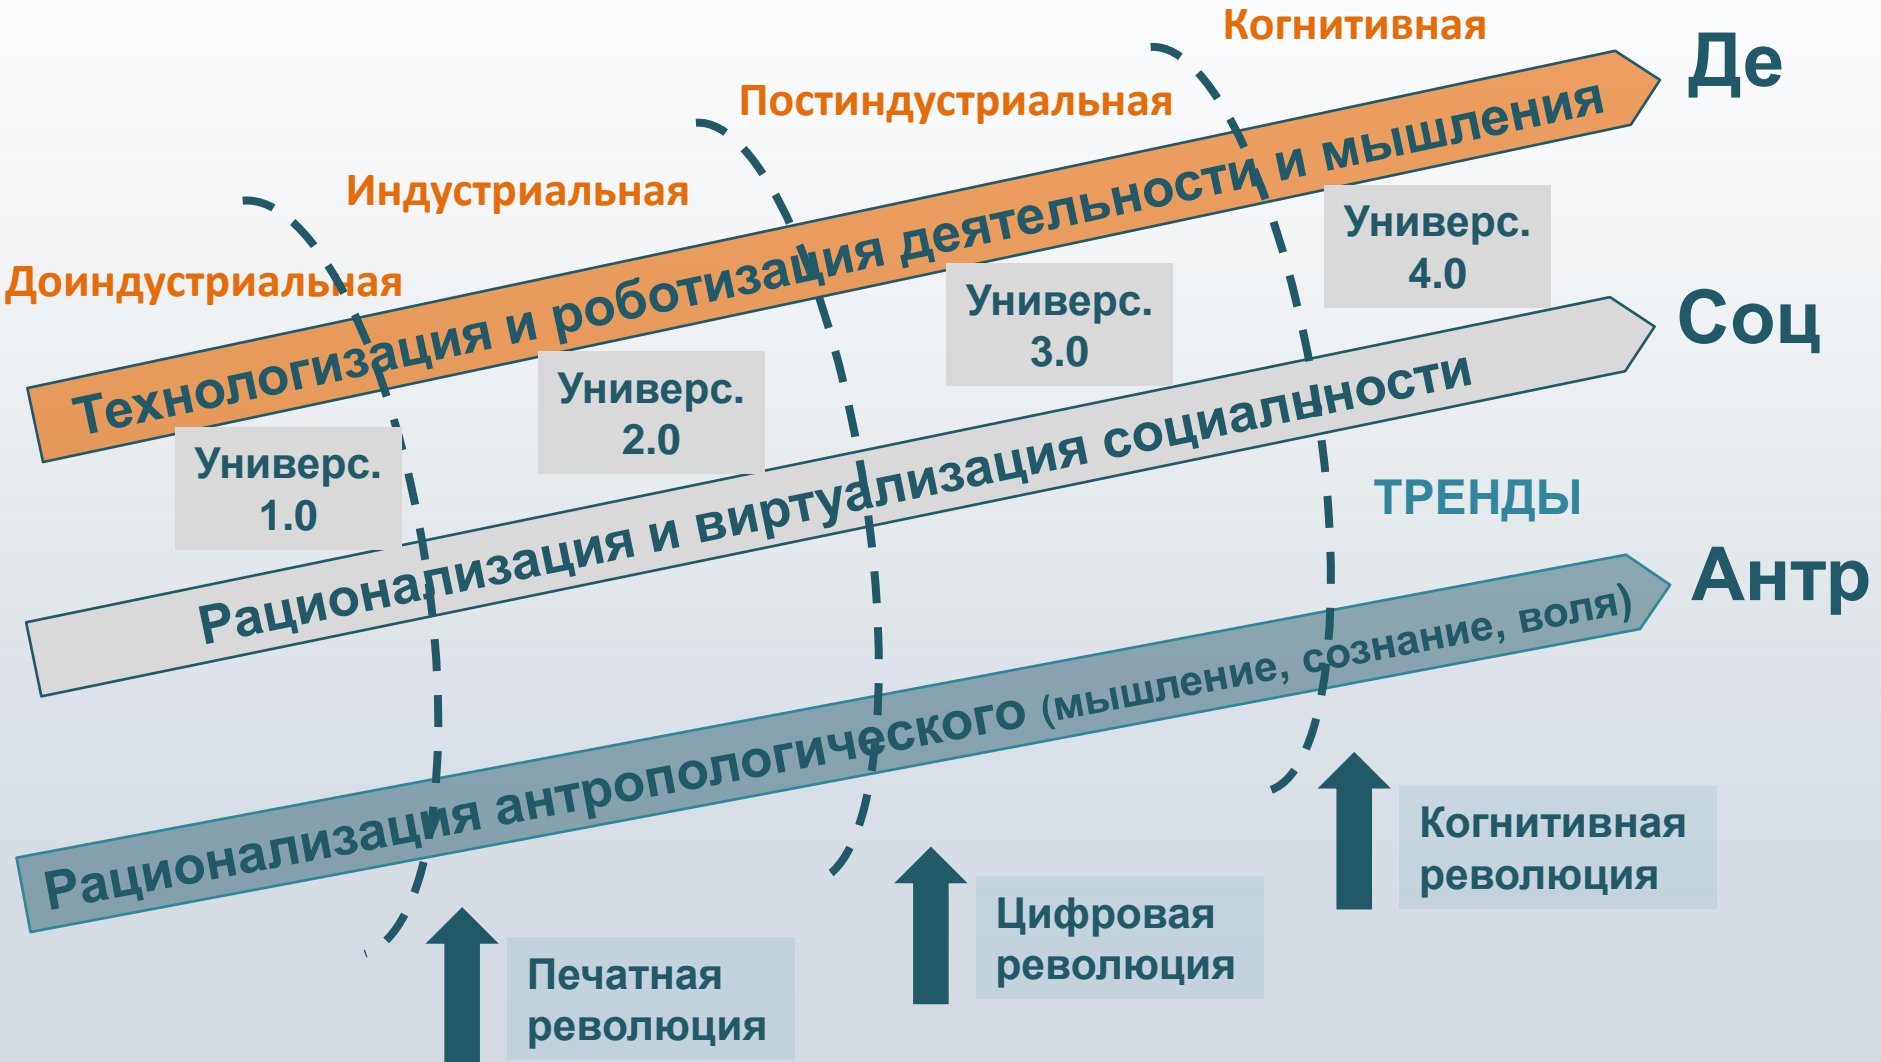 Когнитивная
Де
Постиндустриальная
Технологизация и роботизация деятельности и мышления
Индустриальная
Доиндустриальная
Универс.
4.0
Универс.
3.0
Универс.
2.0
Универс.
1.0
Соц
Рационализация и виртуализация социальности
ТРЕНДЫ
Антр
Рационализация антропологического (мышление, сознание, воля)
Когнитивная
революция
Цифровая
революция
Печатная
революция